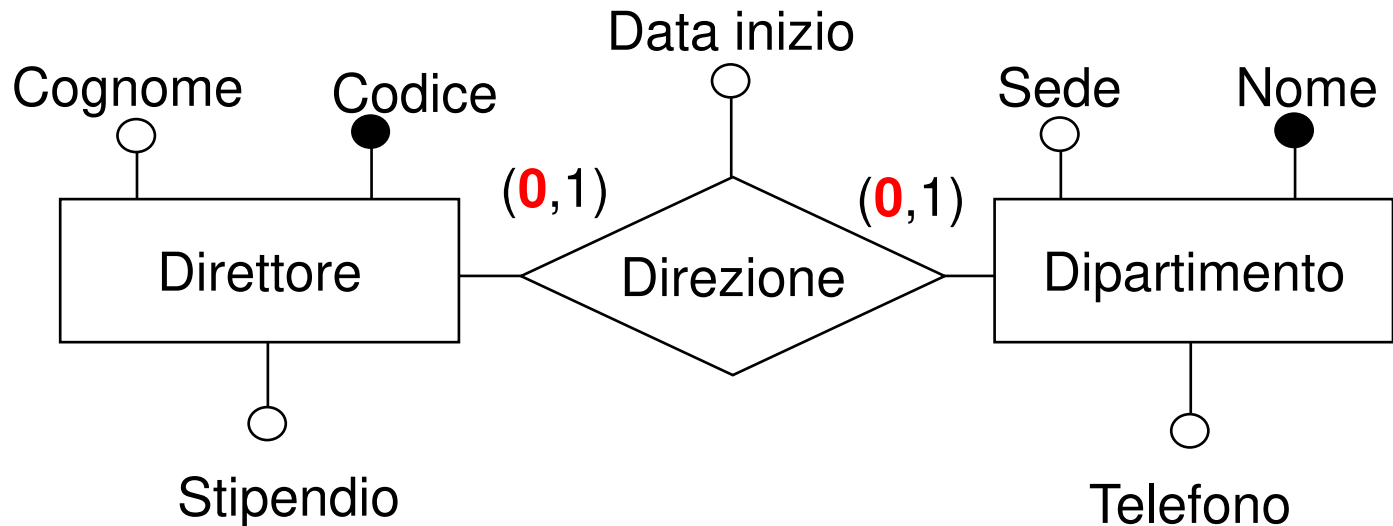 Data inizio
Cognome
Codice
Sede
Nome
(0,1)
(0,1)
Direttore
Direzione
Dipartimento
Stipendio
Telefono